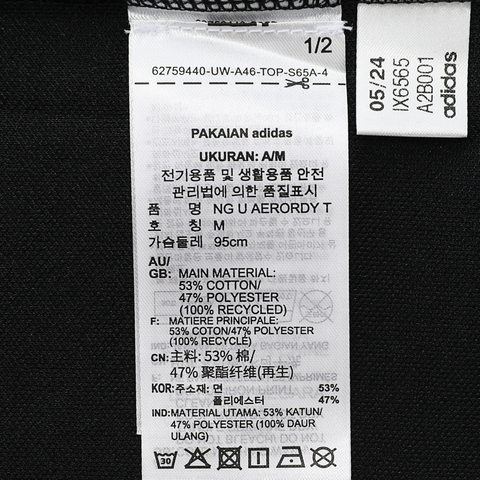 1/2
62759440-UW-A46-TOP-S65A-4
PAKAIAN adidas
UKURAN: A/M
전기용품 및 생활용품 안전
관리법에 의한 품질표시
품 명 NG U AERORDY T
호 칭 M
가슴둘레 95cm
AU/
GB: MAIN MATERIAL:
53% COTTON/
47% POLYESTER
(100% RECYCLED)
F: MATIERE PRINCIPALE:
53% COTON/47% POLYESTER
(100% RECYCLÉ)
CN: 主料: 53% 棉/
47% 聚酯纤维(再生)
KOR: 주소재: 면 53%
폴리에스터 47%
IND: MATERIAL UTAMA: 53% KATUN/
47% POLYESTER (100% DAUR
ULANG)
30
05/24
IX6565
A2B001
adidas